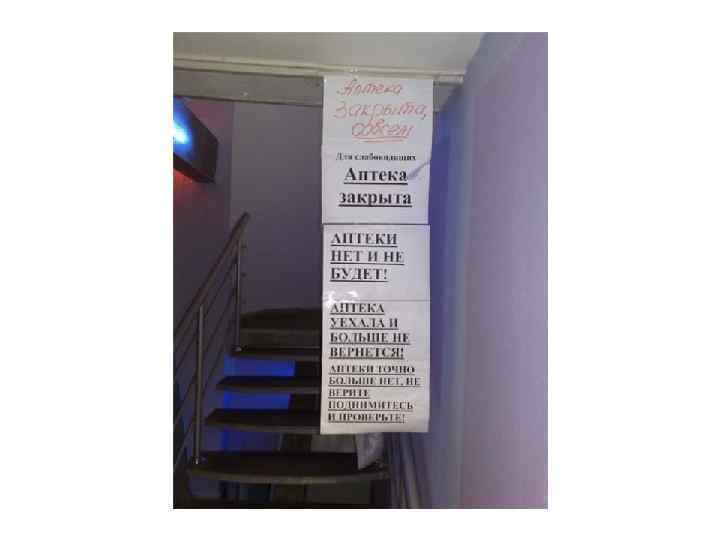 Аптека
закрыта,
совсем
Для слабовидящих
Аптека
закрыта
АПТЕКИ
НЕТ И НЕ
БУДЕТ!
АПТЕКА
УЕХАЛА И
БОЛЬШЕ НЕ
ВЕРНЕТСЯ!
АПТЕКИ ТОЧНО
БОЛЬШЕ НЕТ, НЕ
ВЕРИТЕ
ПОДНИМИТЕСЬ
И ПРОВЕРЬТЕ!